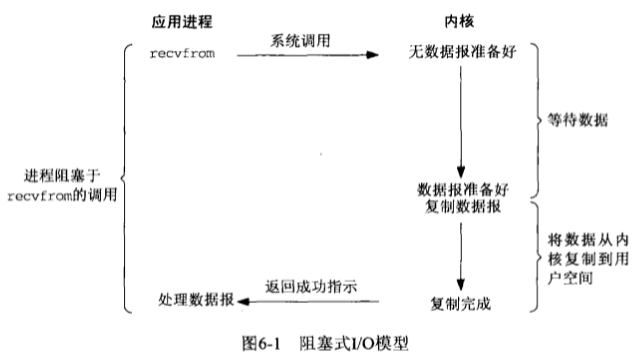 应用进程
内核
recvfrom
系统调用
无数据报准备好
等待数据
进程阻塞于
recvfrom的调用
数据报准备好
复制数据报
将数据从内
核复制到用
户空间
处理数据报
返回成功指示
复制完成
图6-1 阻塞式I/O模型